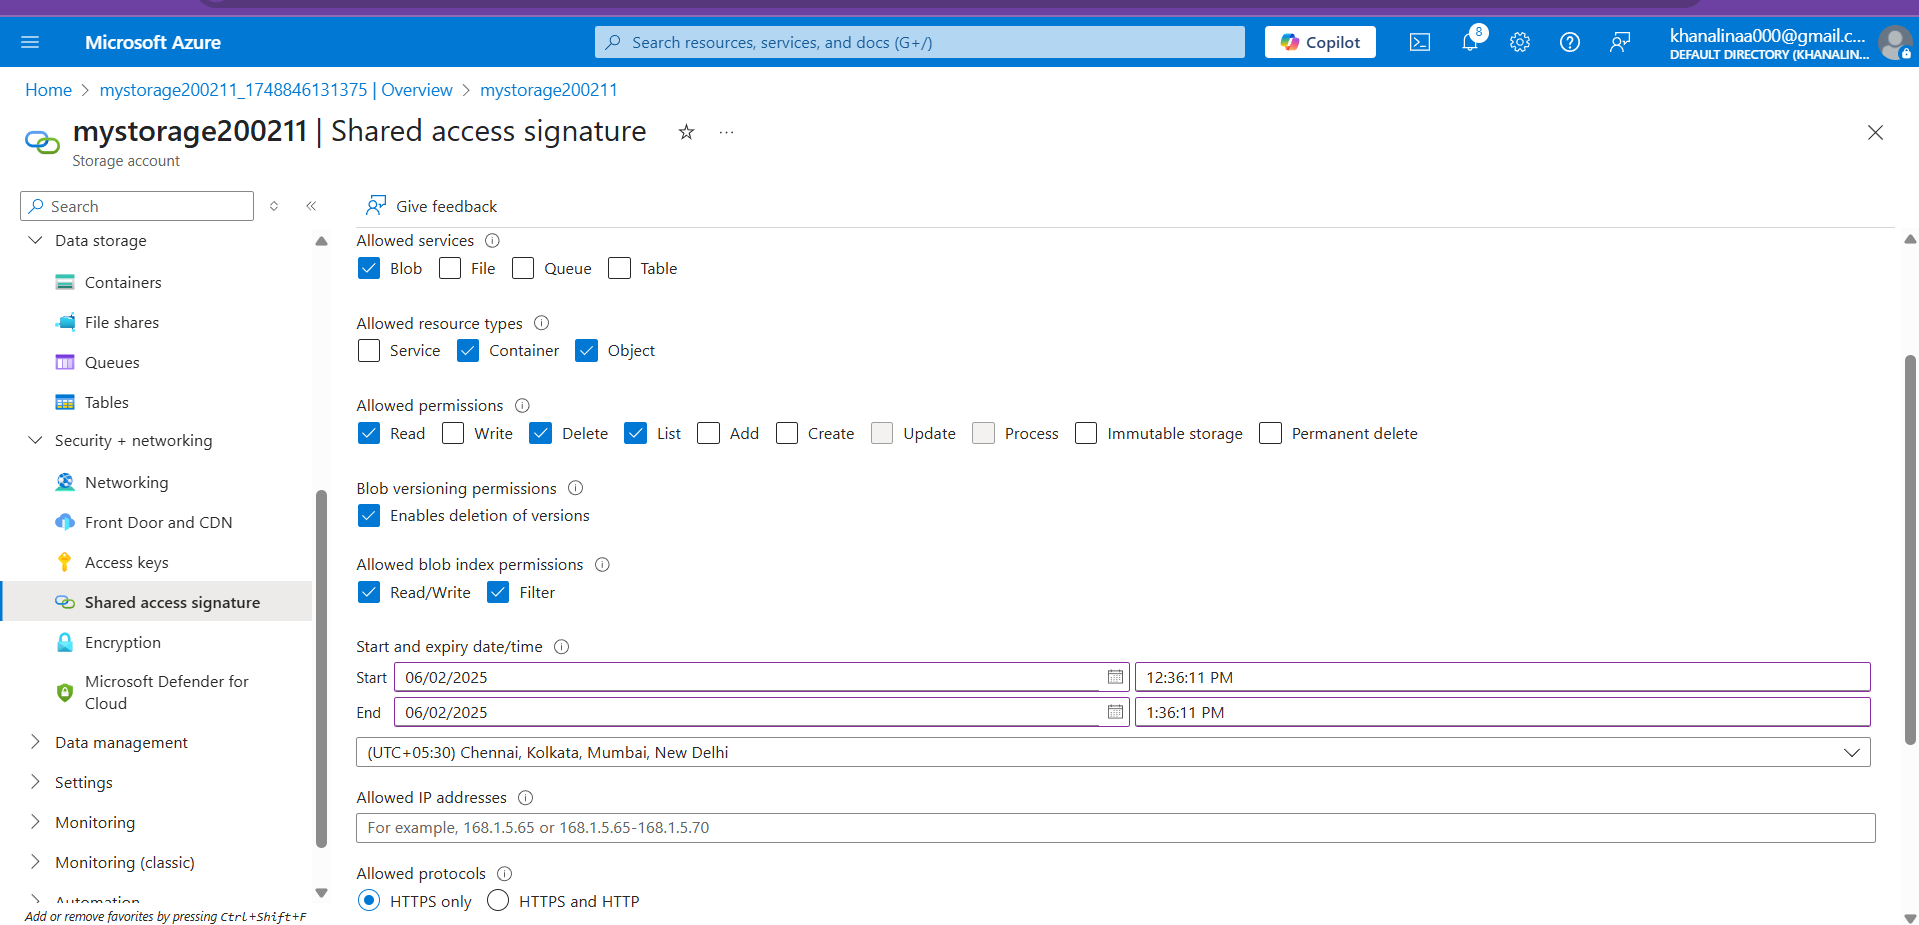 Microsoft Azure
Search resources, services, and docs (G+/)
Copilot
8
khanalinaa000@gmail.c...
DEFAULT DIRECTORY (KHANALIN...
Home > mystorage200211_1748846131375 | Overview > mystorage200211
mystorage200211 | Shared access signature
Storage account
Search
Give feedback
Data storage
Containers
File shares
Queues
Tables
Security + networking
Networking
Front Door and CDN
Access keys
Shared access signature
Encryption
Microsoft Defender for
Cloud
Data management
Settings
Monitoring
Monitoring (classic)
Automation
Add or remove favorites by pressing Ctrl+Shift+F
Allowed services
Blob File Queue Table
Allowed resource types
Service Container Object
Allowed permissions
Read Write Delete List Add Create Update Process Immutable storage Permanent delete
Blob versioning permissions
Enables deletion of versions
Allowed blob index permissions
Read/Write Filter
Start and expiry date/time
Start 06/02/2025 12:36:11 PM
End 06/02/2025 1:36:11 PM
(UTC+05:30) Chennai, Kolkata, Mumbai, New Delhi
Allowed IP addresses
For example, 168.1.5.65 or 168.1.5.65-168.1.5.70
Allowed protocols
HTTPS only HTTPS and HTTP